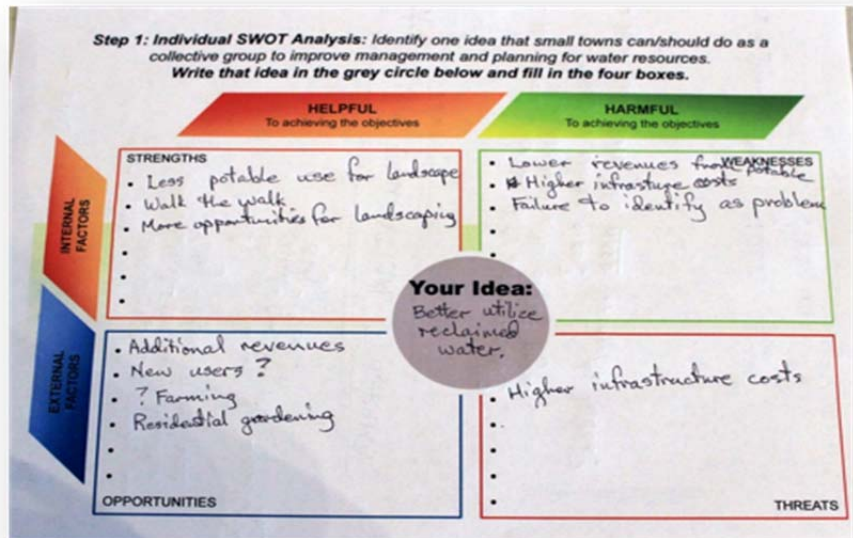 Step 1: Individual SWOT Analysis: Identify one idea that small towns can/should do as a
collective group to improve management and planning for water resources.
Write that idea in the grey circle below and fill in the four boxes.
HELPFUL
To achieving the objectives
HARMFUL
To achieving the objectives
INTERNAL
FACTORS
STRENGTHS
• Less potable use for landscape
• Walk the walk
• More opportunities for landscaping
•
•
•
WEAKNESSES
• Lower revenues from potable
• Higher infrasture costs
• Failure to identify as problem
•
•
Your Idea:
Better utilize
reclaimed
water.
EXTERNAL
FACTORS
• Additional revenues
• New users ?
• ? Farming
• Residential gardening
•
•
OPPORTUNITIES
• Higher infrastructure costs
•
•
•
•
THREATS